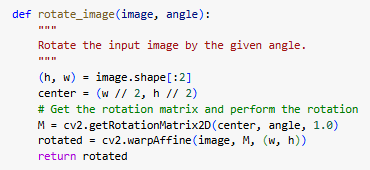 def rotate_image(image, angle):
    """
    Rotate the input image by the given angle.
    """
    (h, w) = image.shape[:2]
    center = (w // 2, h // 2)
    # Get the rotation matrix and perform the rotation
    M = cv2.getRotationMatrix2D(center, angle, 1.0)
    rotated = cv2.warpAffine(image, M, (w, h))
    return rotated